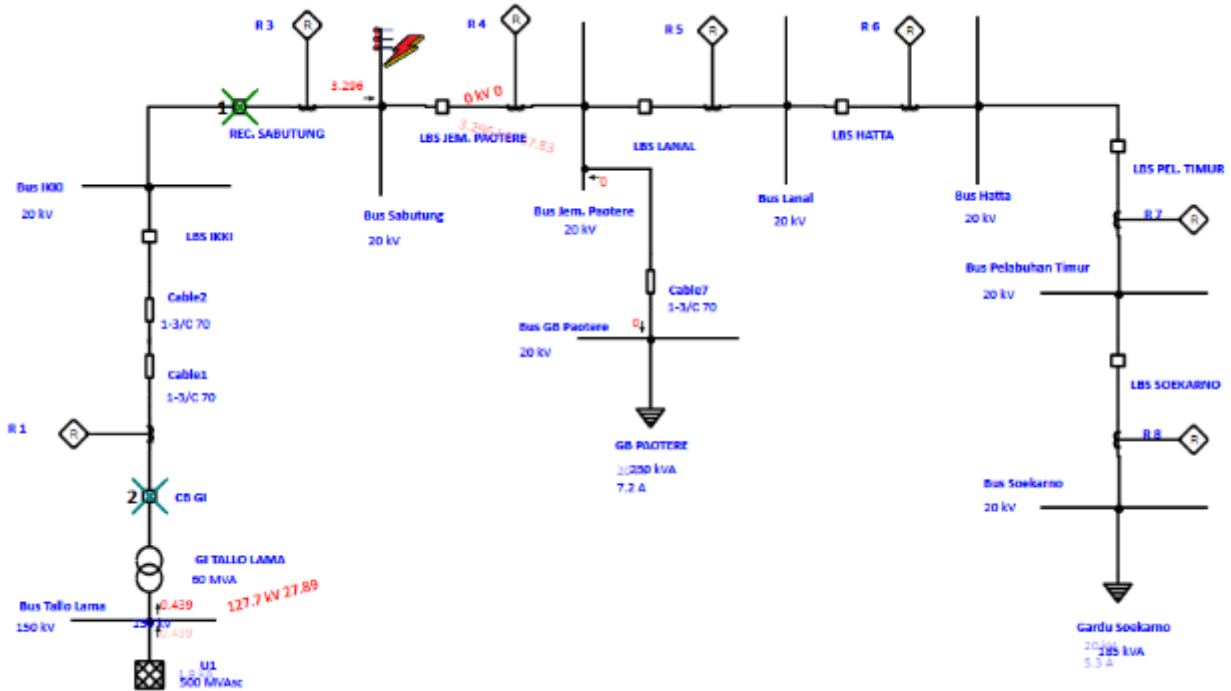 R 3
R
R 4
R
R 5
R
R 6
R
3.296
0 kV 0
1
REC. SABUTUNG
LBS JEM. PAOTERE
LBS LANAL
LBS HATTA
LBS PEL. TIMUR
Bus IKKI
20 kV
Bus Sabutung
20 kV
0
Bus Jem. Paotere
20 kV
Bus Lanal
20 kV
Bus Hatta
20 kV
R 7
R
LBS IKKI
Bus Pelabuhan Timur
20 kV
Cable2
1-3/C 70
Cable7
1-3/C 70
Bus GB Paotere
20 kV
0
Cable1
1-3/C 70
LBS SOEKARNO
R 1
R
R 8
R
GB PAOTERE
250 kVA
7.2 A
2
CB GI
Bus Soekarno
20 kV
GI TALLO LAMA
60 MVA
Bus Tallo Lama
150 kV
0.439
0.439
127.7 kV 27.89
U1
500 MVAsc
Gardu Soekarno
185 kVA
5.3 A